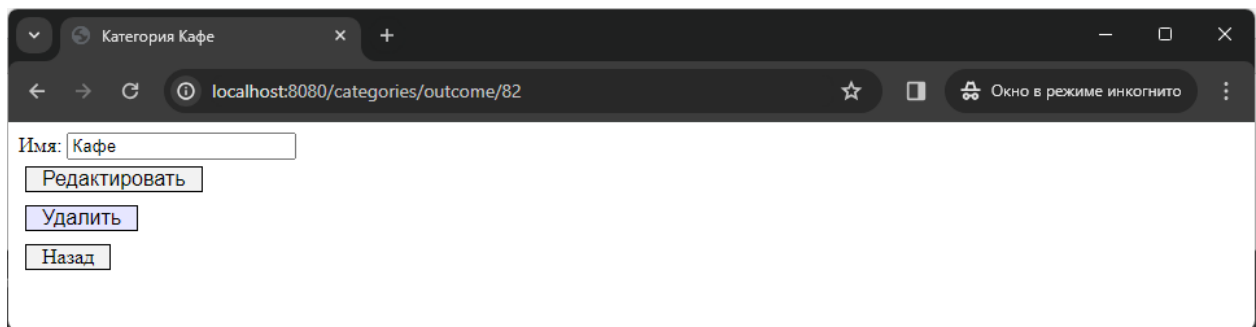 Категория Кафе
localhost:8080/categories/outcome/82
Окно в режиме инкогнито
Имя: Кафе
Редактировать
Удалить
Назад